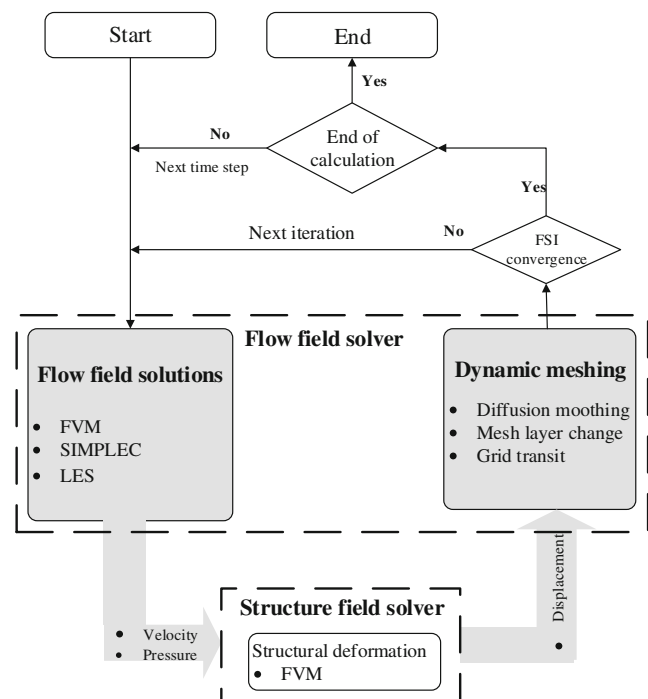 Start
End
Yes
No
End of
calculation
Next time step
Yes
Next iteration
No
FSI
convergence
Flow field solver
Flow field solutions
• FVM
• SIMPLEC
• LES
Dynamic meshing
• Diffusion moothing
• Mesh layer change
• Grid transit
• Velocity
• Pressure
Structure field solver
Structural deformation
• FVM
• Displacement